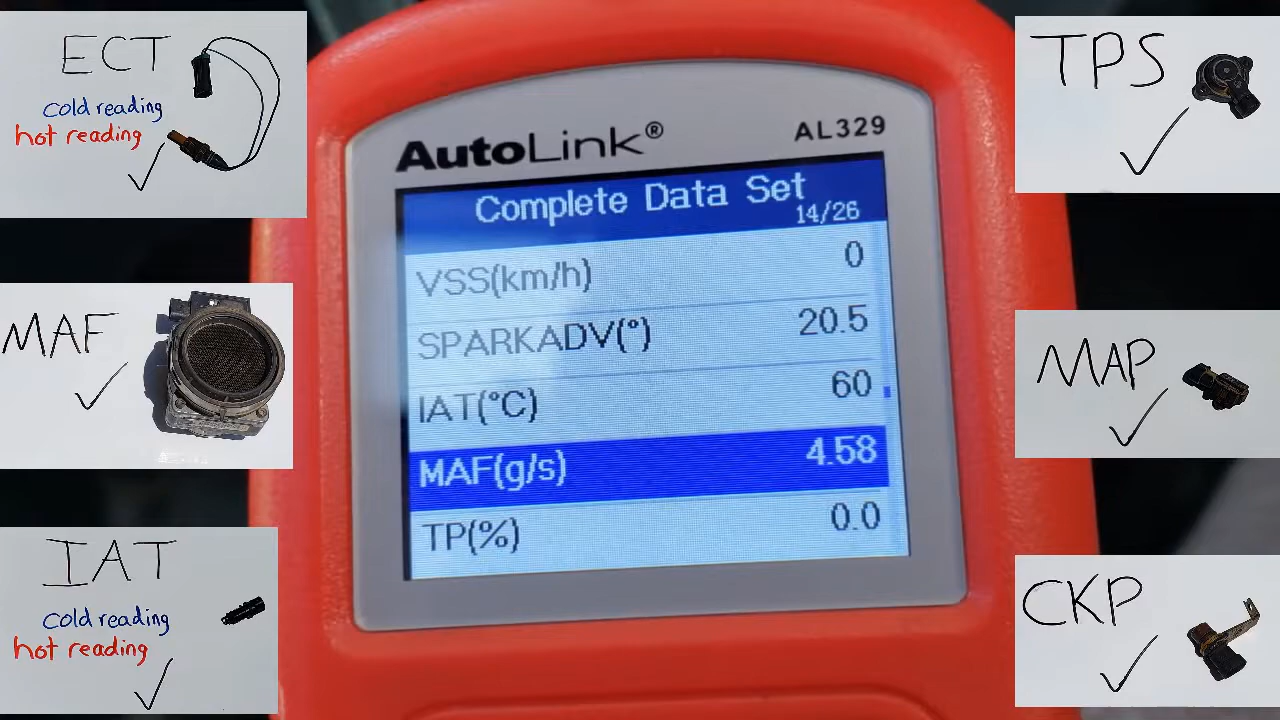 ECT
cold reading
hot reading
MAF
IAT
cold reading
hot reading
AutoLink®
AL329
Complete Data Set
14/26
VSS(km/h) 0
SPARKADV(°) 20.5
IAT(°C) 60
MAF(g/s) 4.58
TP(%) 0.0
TPS
MAP
CKP